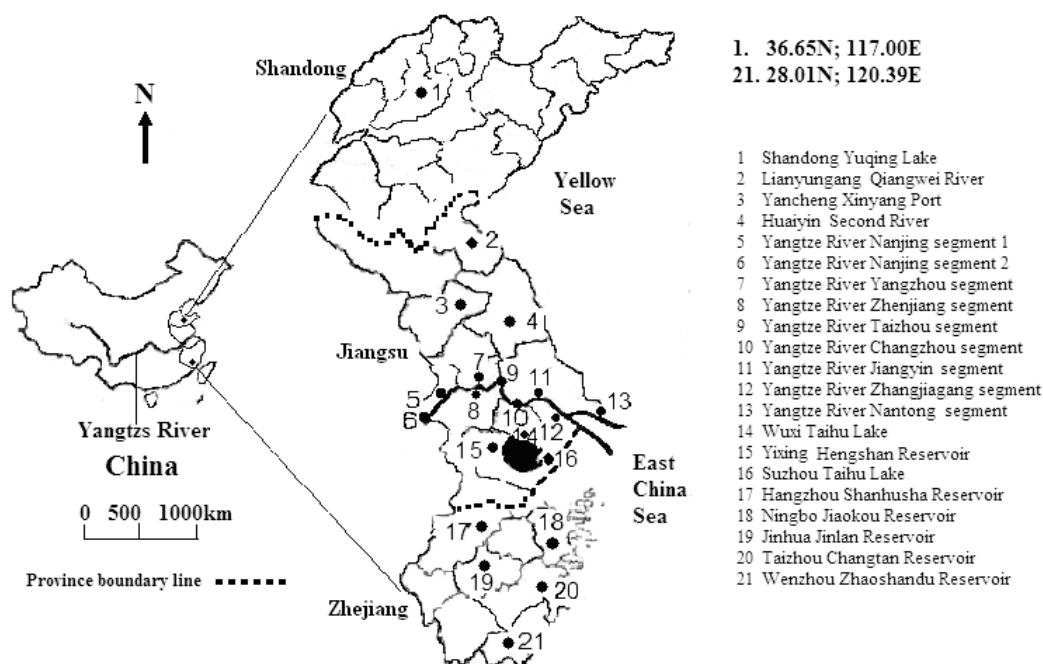 1. 36.65N; 117.00E
21. 28.01N; 120.39E
Shandong
1
N
Yellow
Sea
2
3
4
Jiangsu
7
9
5
8
11
6
10
13
12
14
15
16
Yangtzs River
China
East
China
Sea
0 500 1000km
17
18
Province boundary line
19
20
Zhejiang
21
1 Shandong Yuqing Lake
2 Lianyungang Qiangwei River
3 Yancheng Xinyang Port
4 Huaiyin Second River
5 Yangtze River Nanjing segment 1
6 Yangtze River Nanjing segment 2
7 Yangtze River Yangzhou segment
8 Yangtze River Zhenjiang segment
9 Yangtze River Taizhou segment
10 Yangtze River Changzhou segment
11 Yangtze River Jiangyin segment
12 Yangtze River Zhangjiagang segment
13 Yangtze River Nantong segment
14 Wuxi Taihu Lake
15 Yixing Hengshan Reservoir
16 Suzhou Taihu Lake
17 Hangzhou Shanhusha Reservoir
18 Ningbo Jiaokou Reservoir
19 Jinhua Jinlan Reservoir
20 Taizhou Changtan Reservoir
21 Wenzhou Zhaoshandu Reservoir